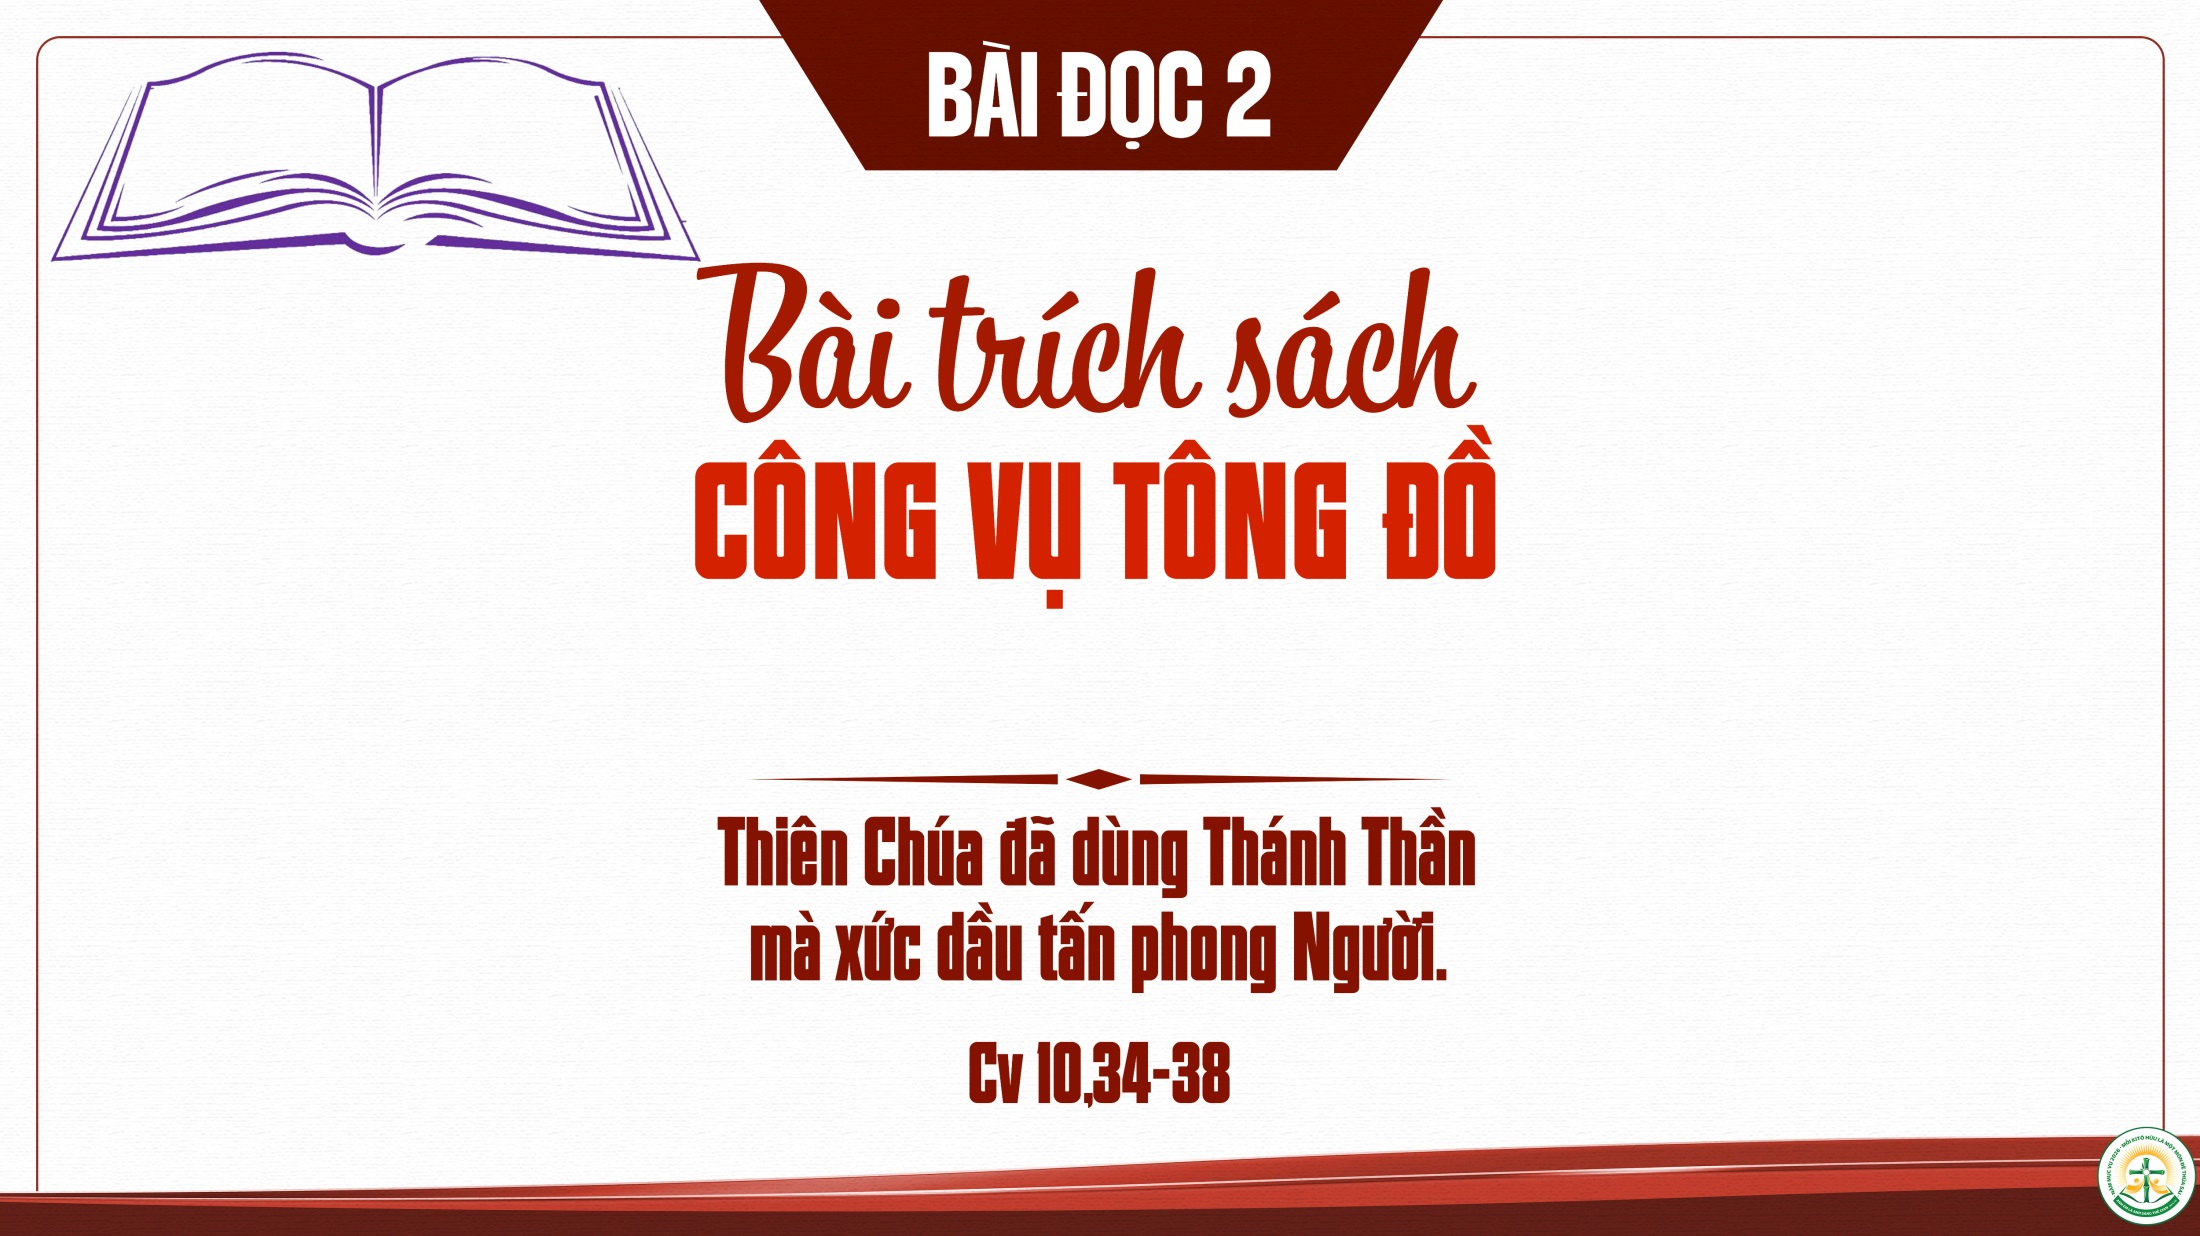 BÀI ĐỌC 2
Bài trích sách
CÔNG VỤ TÔNG ĐỒ
Thiên Chúa đã dùng Thánh Thần
mà xức dầu tấn phong Người.
Cv 10,34-38